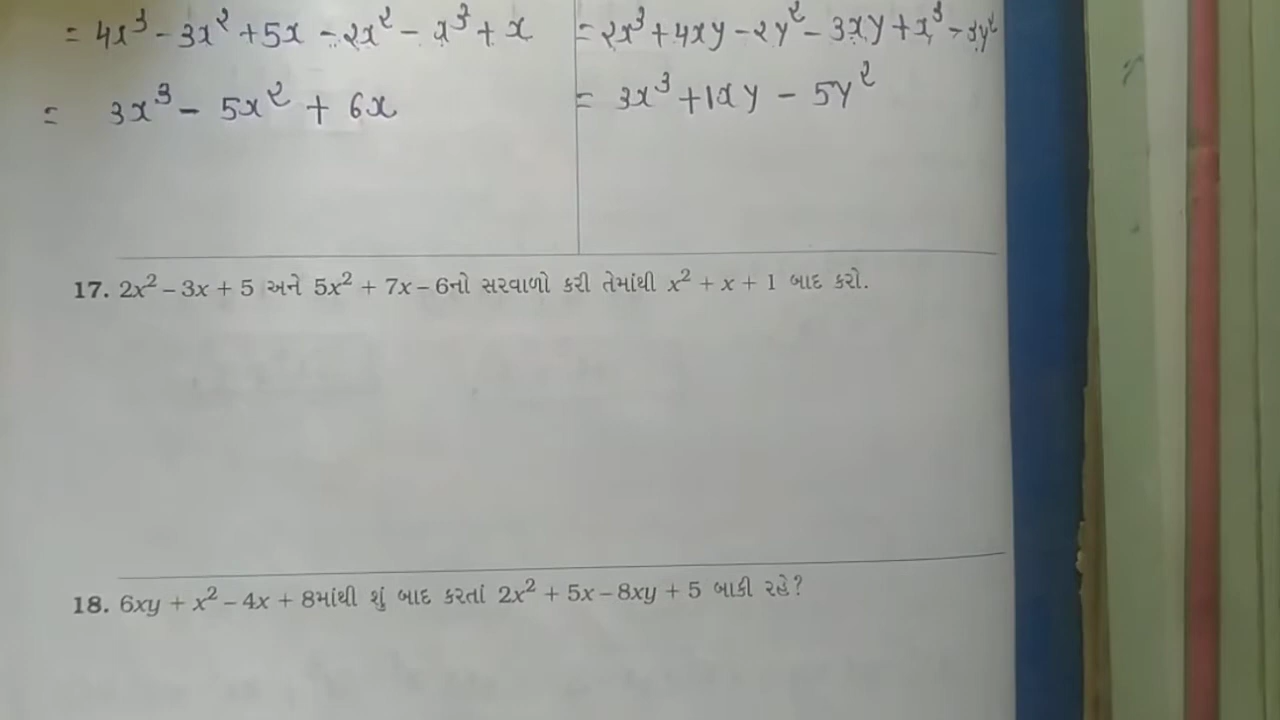 = 4x³ - 3x² + 5x - 2x² - x³ + x
= 3x³ - 5x² + 6x
= 2x³ + 4xy - 2y² - 3xy + x³ - 3y²
= 3x³ + 1xy - 5y²
17. 2x² – 3x + 5 અને 5x² + 7x – 6નો સરવાળો કરી તેમાંથી x² + x + 1 બાદ કરો.
18. 6xy + x² – 4x + 8માંથી શું બાદ કરતાં 2x² + 5x – 8xy + 5 બાકી રહે?